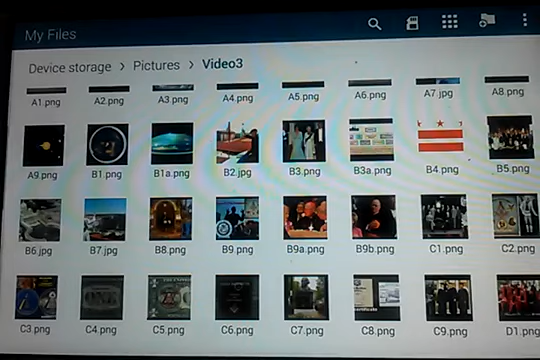 My Files
Device storage > Pictures > Video3
A1.png A2.png A3.png A4.png A5.png A6.png A7.jpg A8.png
A9.png B1.png B1a.png B2.jpg B3.png B3a.png B4.png B5.png
B6.jpg B7.jpg B8.png B9.png B9a.png B9b.png C1.png C2.png
C3.png C4.png C5.png C6.png C7.png C8.png C9.png D1.png